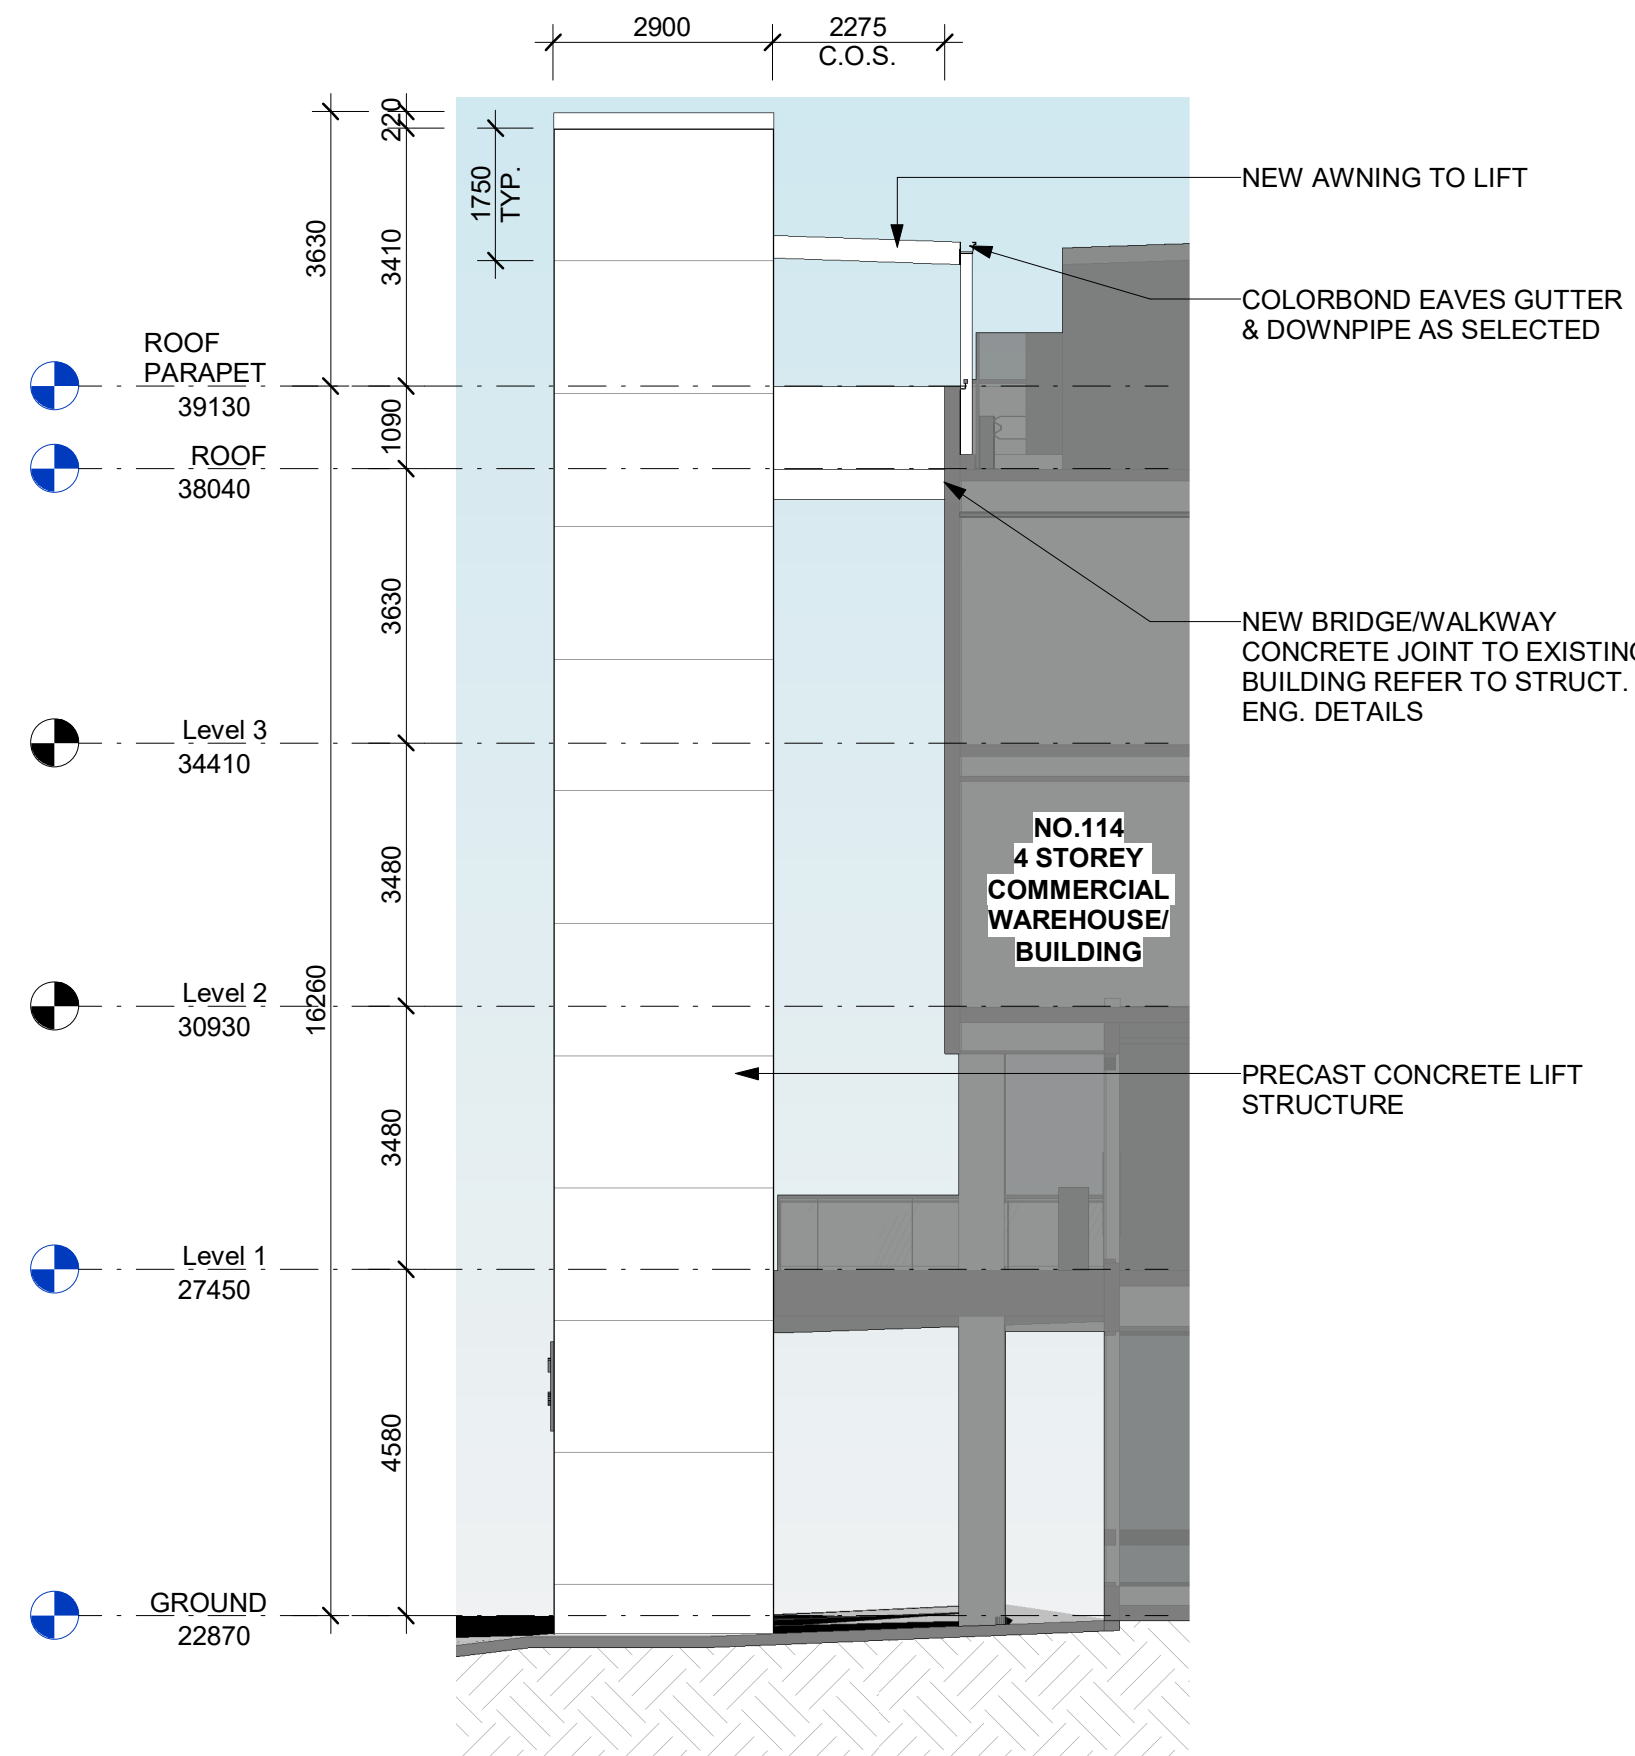 2900
2275
C.O.S.
220
1750
TYP.
3630
3410
NEW AWNING TO LIFT
COLORBOND EAVES GUTTER
& DOWNPIPE AS SELECTED
ROOF
PARAPET
39130
1090
ROOF
38040
3630
NEW BRIDGE/WALKWAY
CONCRETE JOINT TO EXISTING
BUILDING REFER TO STRUCT.
ENG. DETAILS
Level 3
34410
3480
NO.114
4 STOREY
COMMERCIAL
WAREHOUSE/
BUILDING
Level 2
30930
16260
PRECAST CONCRETE LIFT
STRUCTURE
3480
Level 1
27450
4580
GROUND
22870